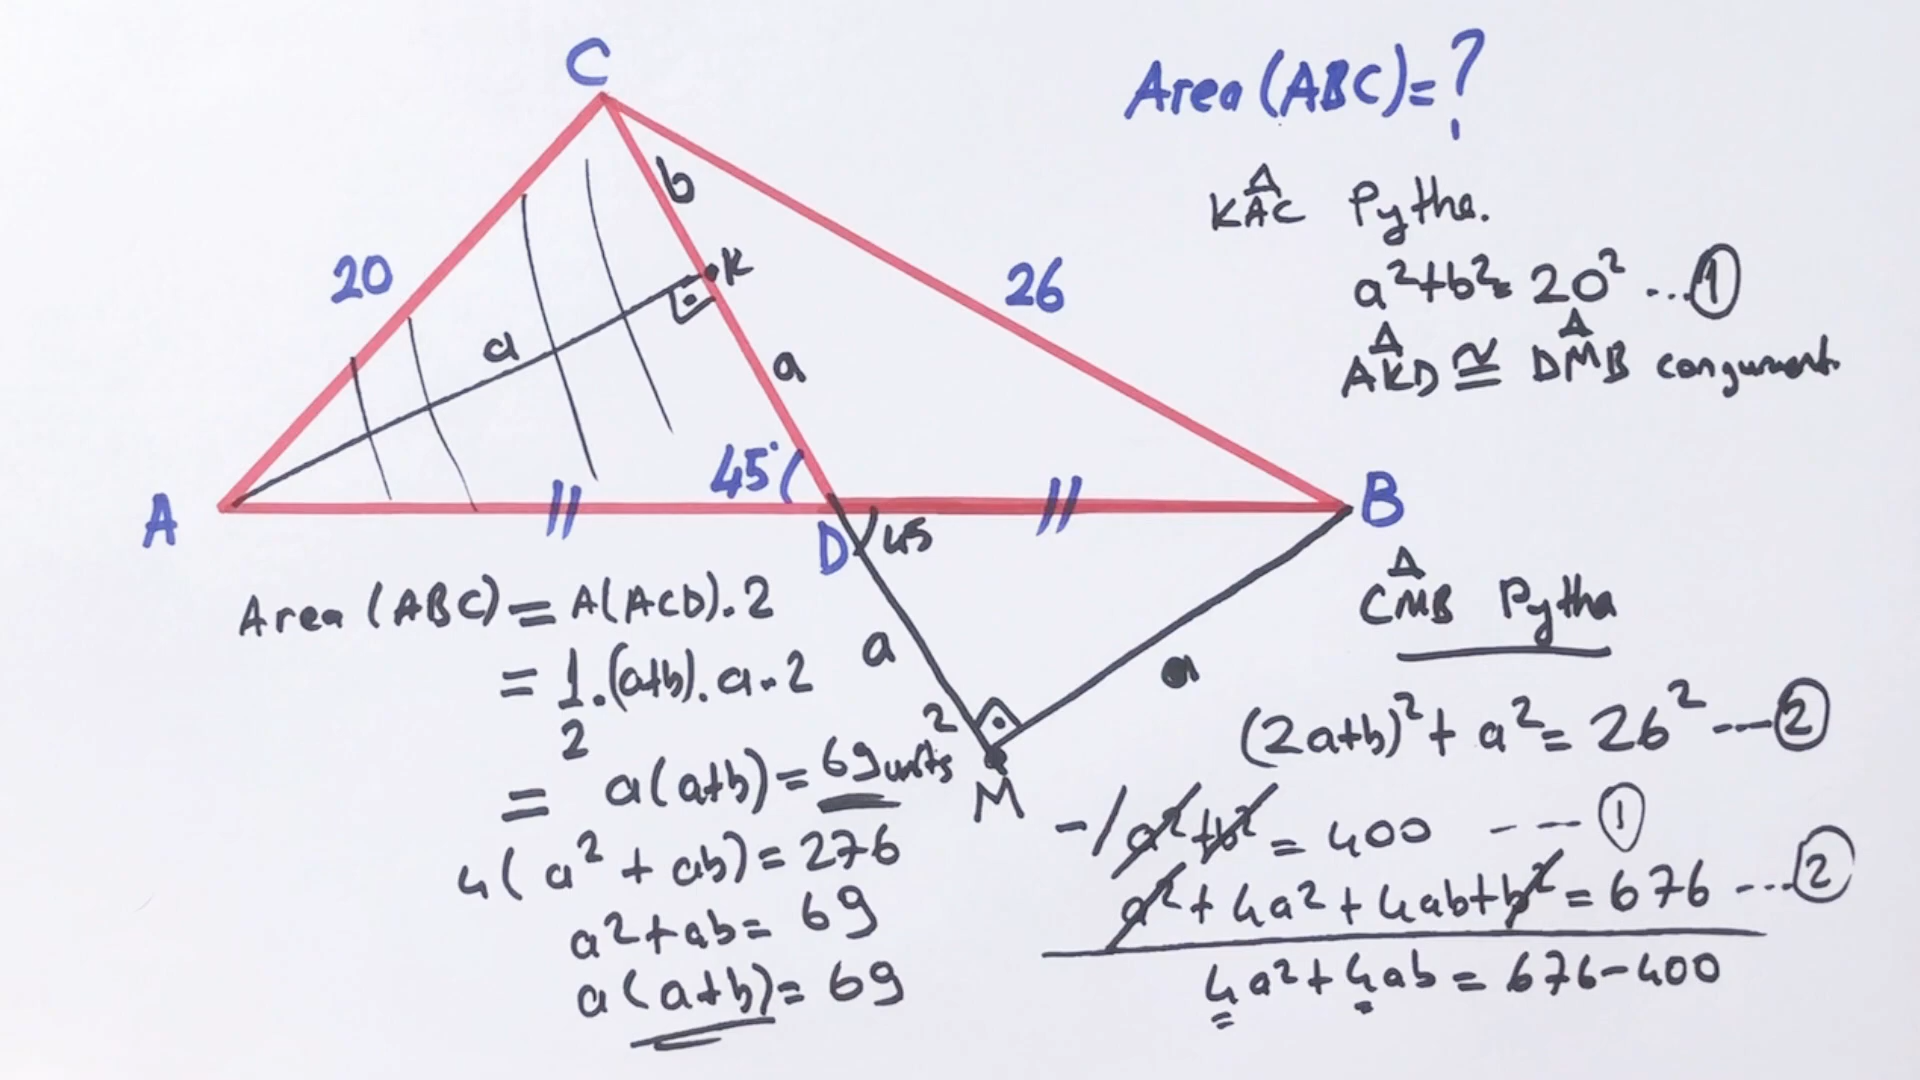 C
Area (ABC)=?
b
KAC Pytha.
K
20
26
a²+b²=20² ...①
a
a
AKD ≅ DMB congurment.
45°
A
B
D
45
CMB Pytha
Area (ABC) = A(ACD).2
a
a
= 1/2.(a+b).a.2
(2a+b)²+a²=26² ---②
= a(a+b)=69 units²
M
-/a²+b²=400 ---①
4(a²+ab)=276
a²+4a²+4ab+b²=676 ...②
a²+ab=69
4a²+4ab=676-400
a(a+b)=69